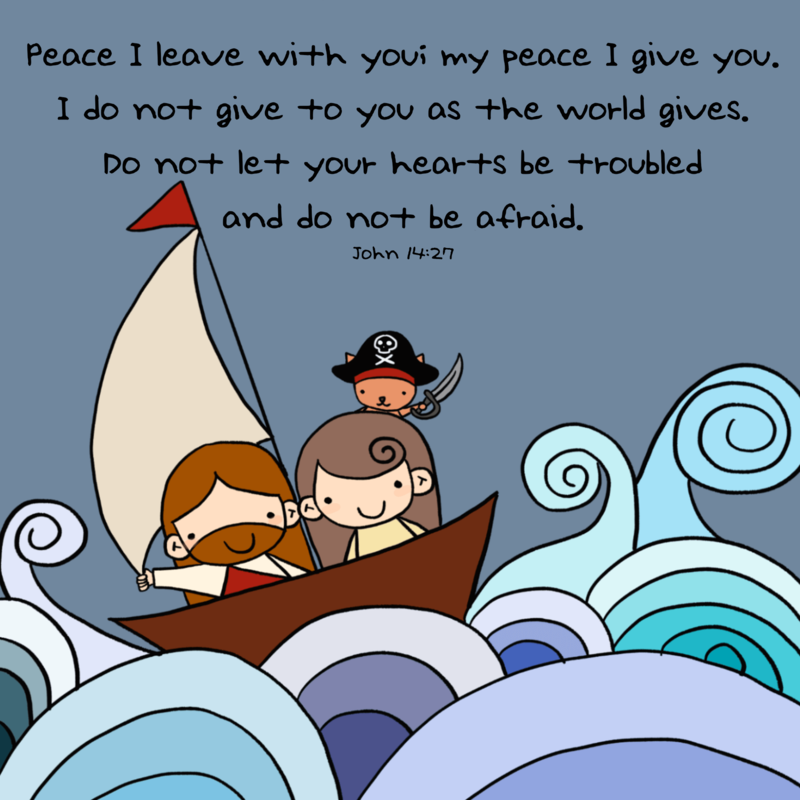 Peace I leave with you; my peace I give you.
I do not give to you as the world gives.
Do not let your hearts be troubled
and do not be afraid.
John 14:27